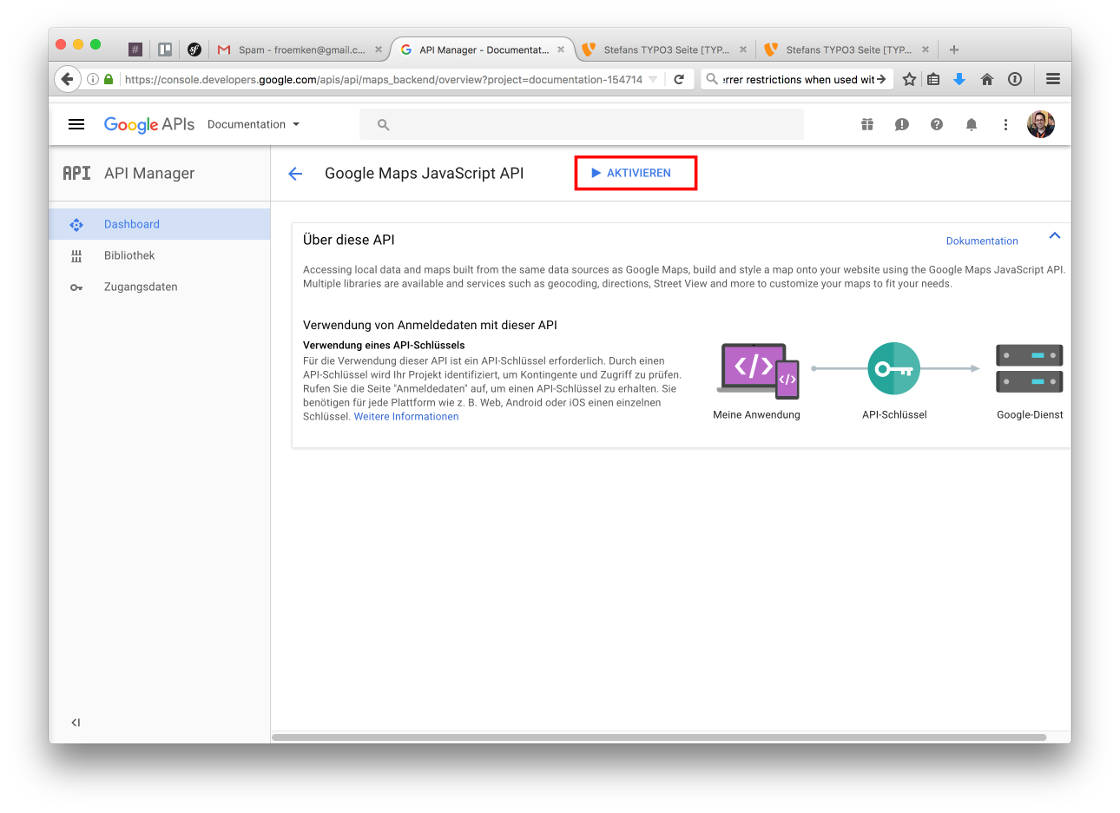 #
Spam - froemken@gmail.c...
API Manager - Documentat...
Stefans TYPO3 Seite [TYP...
Stefans TYPO3 Seite [TYP...
https://console.developers.google.com/apis/api/maps_backend/overview?project=documentation-154714
restrictions when used wit
Google APIs
Documentation
API
API Manager
Google Maps JavaScript API
AKTIVIEREN
Dashboard
Bibliothek
Zugangsdaten
Über diese API
Dokumentation
Accessing local data and maps built from the same data sources as Google Maps, build and style a map onto your website using the Google Maps JavaScript API.
Multiple libraries are available and services such as geocoding, directions, Street View and more to customize your maps to fit your needs.
Verwendung von Anmeldedaten mit dieser API
Verwendung eines API-Schlüssels
Für die Verwendung dieser API ist ein API-Schlüssel erforderlich. Durch einen
API-Schlüssel wird Ihr Projekt identifiziert, um Kontingente und Zugriff zu prüfen.
Rufen Sie die Seite "Anmeldedaten" auf, um einen API-Schlüssel zu erhalten. Sie
benötigen für jede Plattform wie z. B. Web, Android oder iOS einen einzelnen
Schlüssel. Weitere Informationen
</>
</>
Meine Anwendung
API-Schlüssel
Google-Dienst